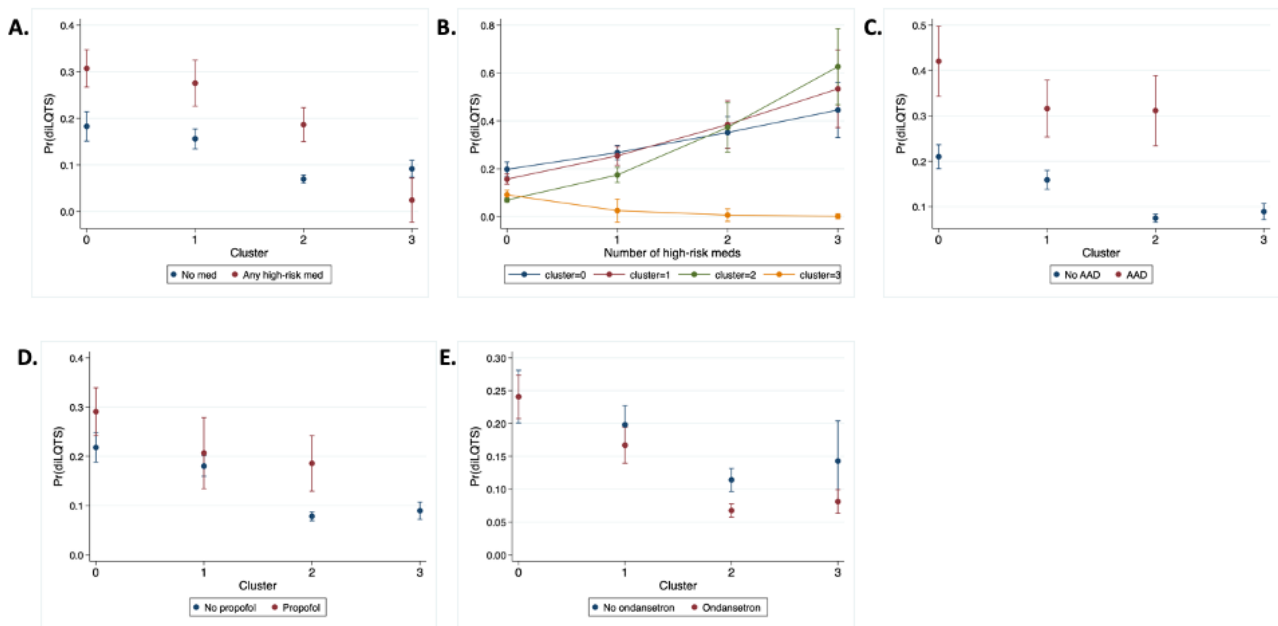 A.
Pr(diLQTS)
0.4
0.3
0.2
0.1
0.0
0 1 2 3
Cluster
No med Any high-risk med
B.
Pr(diLQTS)
0.8
0.6
0.4
0.2
0.0
0 1 2 3
Number of high-risk meds
cluster=0 cluster=1 cluster=2 cluster=3
C.
Pr(diLQTS)
0.5
0.4
0.3
0.2
0.1
0 1 2 3
Cluster
No AAD AAD
D.
Pr(diLQTS)
0.4
0.3
0.2
0.1
0.0
0 1 2 3
Cluster
No propofol Propofol
E.
Pr(diLQTS)
0.30
0.25
0.20
0.15
0.10
0.05
0.00
0 1 2 3
Cluster
No ondansetron Ondansetron